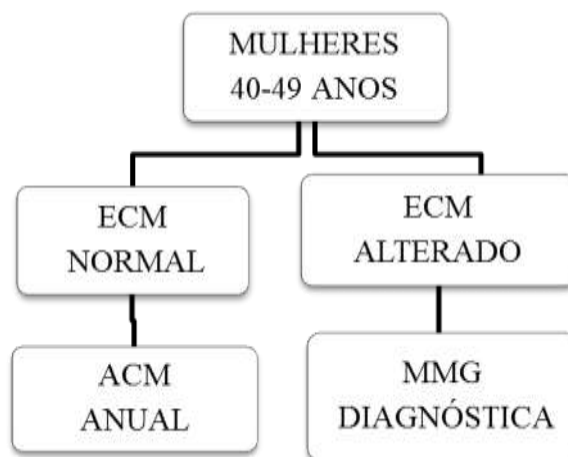 MULHERES
40-49 ANOS
ECM
NORMAL
ECM
ALTERADO
ACM
ANUAL
MMG
DIAGNÓSTICA